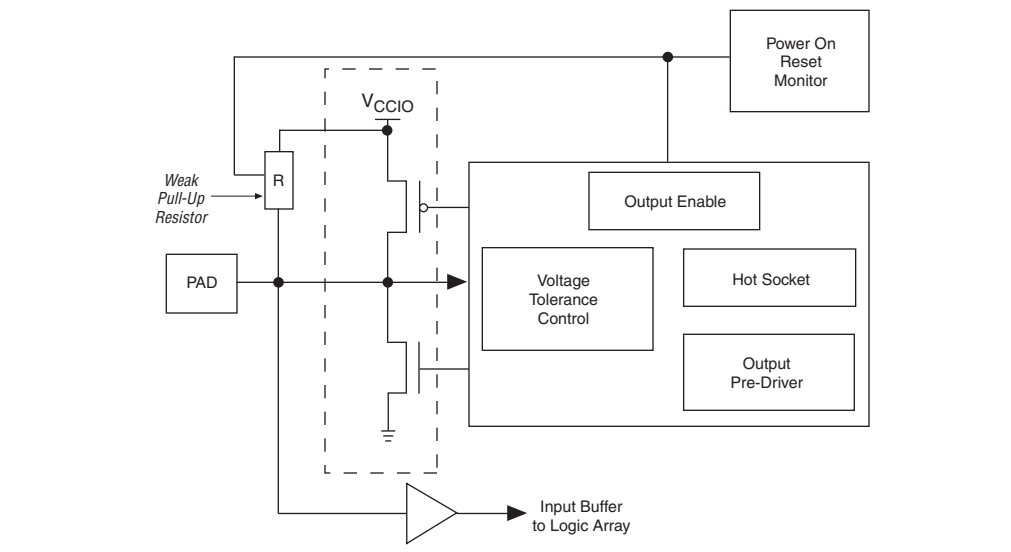 Power On
Reset
Monitor
VCCIO
R
Weak
Pull-Up
Resistor
Output Enable
PAD
Voltage
Tolerance
Control
Hot Socket
Output
Pre-Driver
Input Buffer
to Logic Array